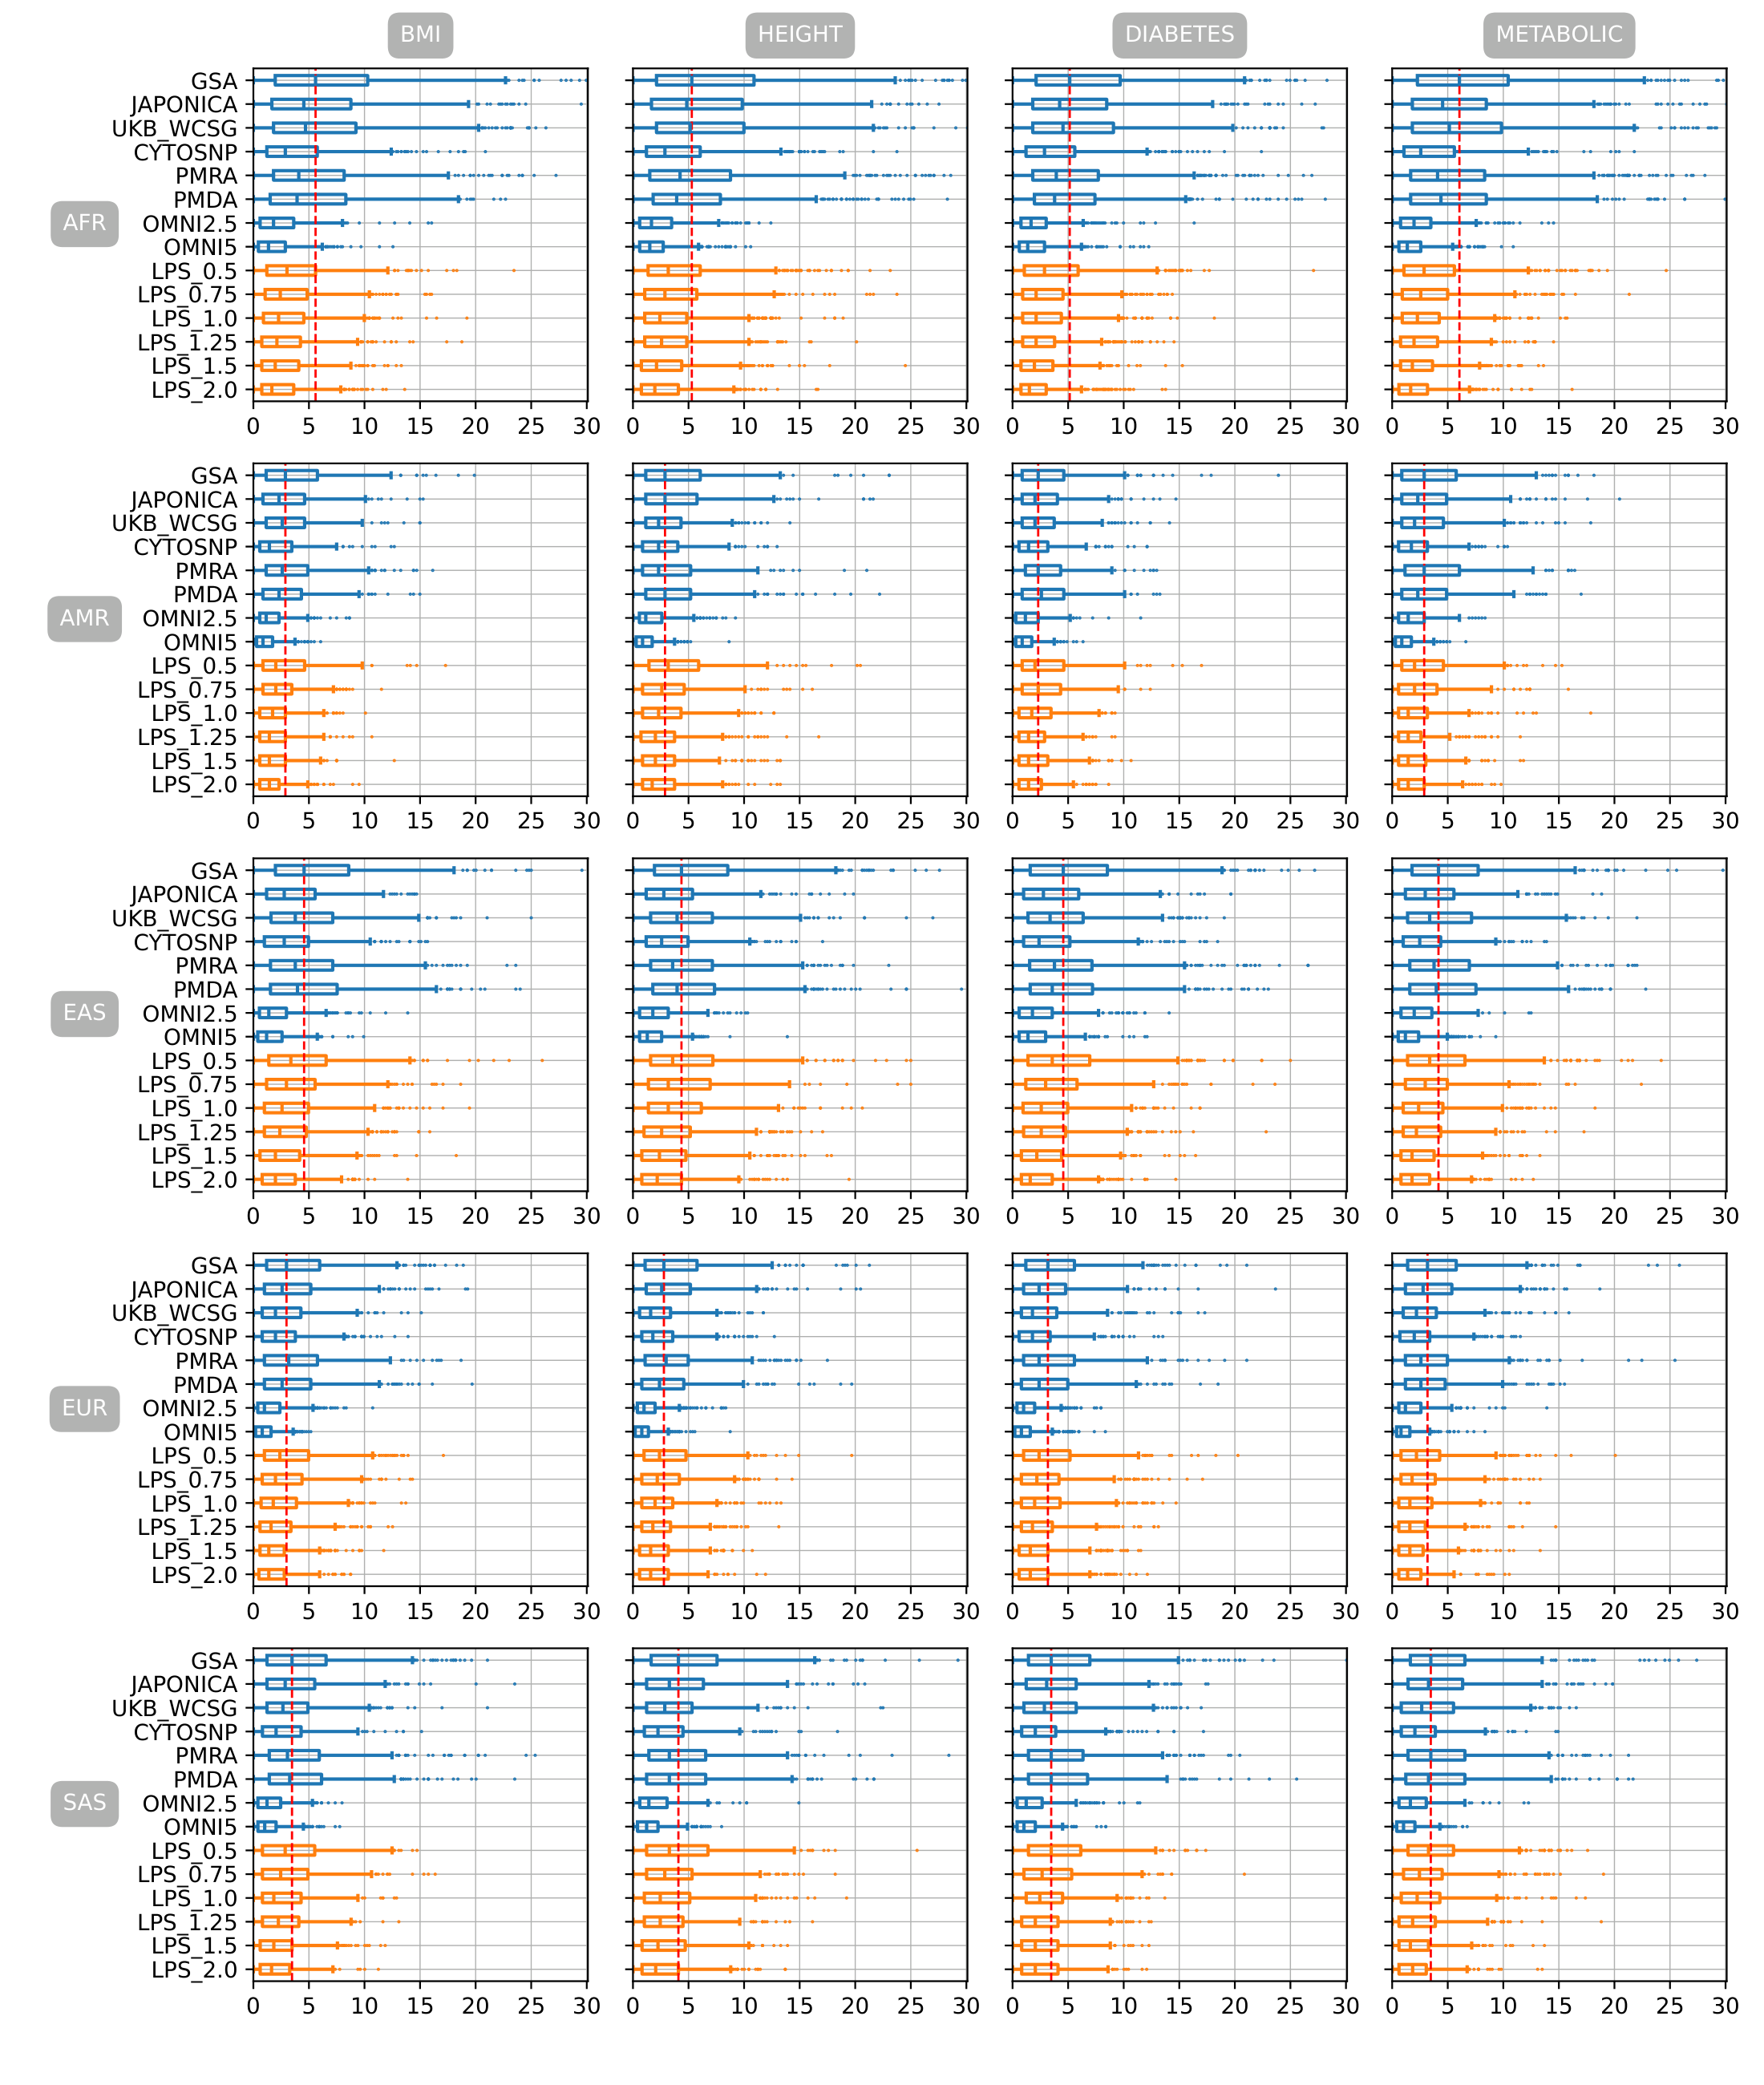 BMI HEIGHT DIABETES METABOLIC
AFR
GSA
JAPONICA
UKB_WCSG
CYTOSNP
PMRA
PMDA
OMNI2.5
OMNI5
LPS_0.5
LPS_0.75
LPS_1.0
LPS_1.25
LPS_1.5
LPS_2.0
0 5 10 15 20 25 30 0 5 10 15 20 25 30 0 5 10 15 20 25 30 0 5 10 15 20 25 30
AMR
GSA
JAPONICA
UKB_WCSG
CYTOSNP
PMRA
PMDA
OMNI2.5
OMNI5
LPS_0.5
LPS_0.75
LPS_1.0
LPS_1.25
LPS_1.5
LPS_2.0
0 5 10 15 20 25 30 0 5 10 15 20 25 30 0 5 10 15 20 25 30 0 5 10 15 20 25 30
EAS
GSA
JAPONICA
UKB_WCSG
CYTOSNP
PMRA
PMDA
OMNI2.5
OMNI5
LPS_0.5
LPS_0.75
LPS_1.0
LPS_1.25
LPS_1.5
LPS_2.0
0 5 10 15 20 25 30 0 5 10 15 20 25 30 0 5 10 15 20 25 30 0 5 10 15 20 25 30
EUR
GSA
JAPONICA
UKB_WCSG
CYTOSNP
PMRA
PMDA
OMNI2.5
OMNI5
LPS_0.5
LPS_0.75
LPS_1.0
LPS_1.25
LPS_1.5
LPS_2.0
0 5 10 15 20 25 30 0 5 10 15 20 25 30 0 5 10 15 20 25 30 0 5 10 15 20 25 30
SAS
GSA
JAPONICA
UKB_WCSG
CYTOSNP
PMRA
PMDA
OMNI2.5
OMNI5
LPS_0.5
LPS_0.75
LPS_1.0
LPS_1.25
LPS_1.5
LPS_2.0
0 5 10 15 20 25 30 0 5 10 15 20 25 30 0 5 10 15 20 25 30 0 5 10 15 20 25 30